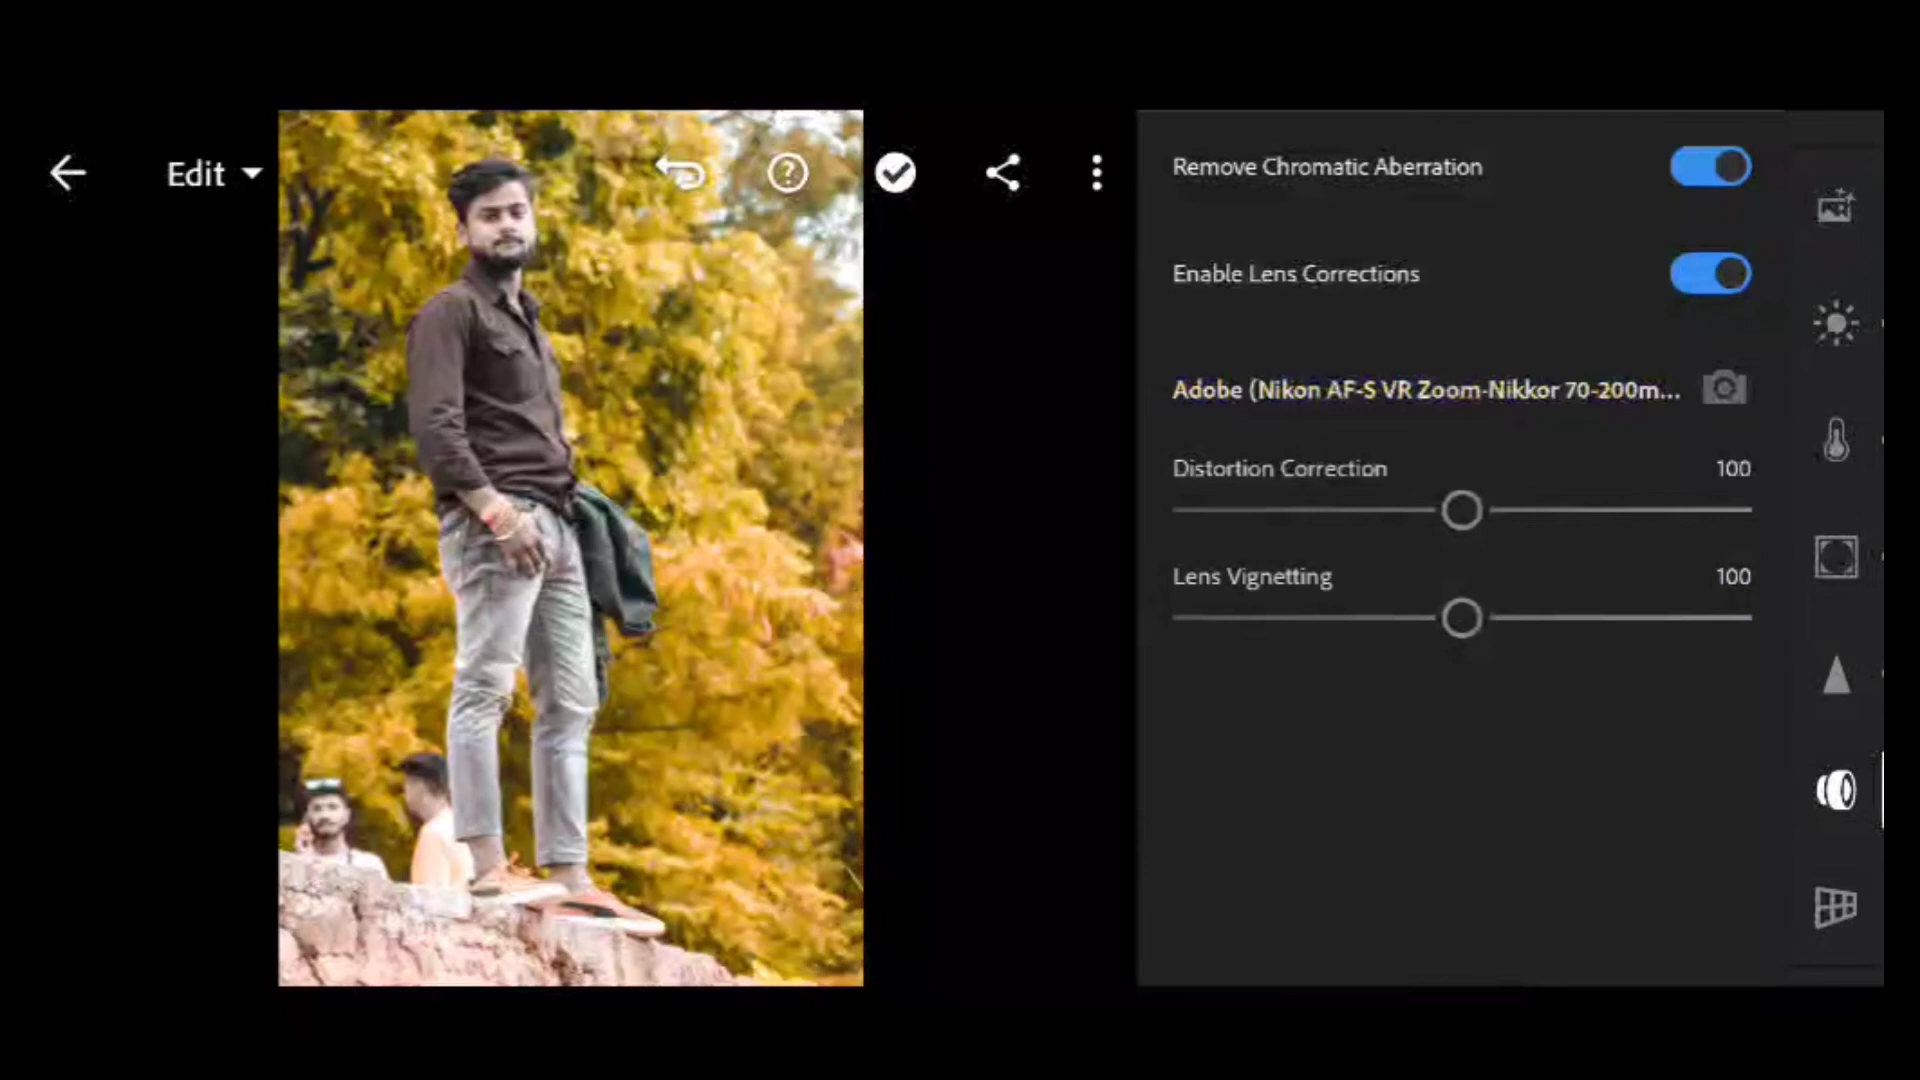 Edit
Remove Chromatic Aberration
Enable Lens Corrections
Adobe (Nikon AF-S VR Zoom-Nikkor 70-200m...
Distortion Correction 100
Lens Vignetting 100